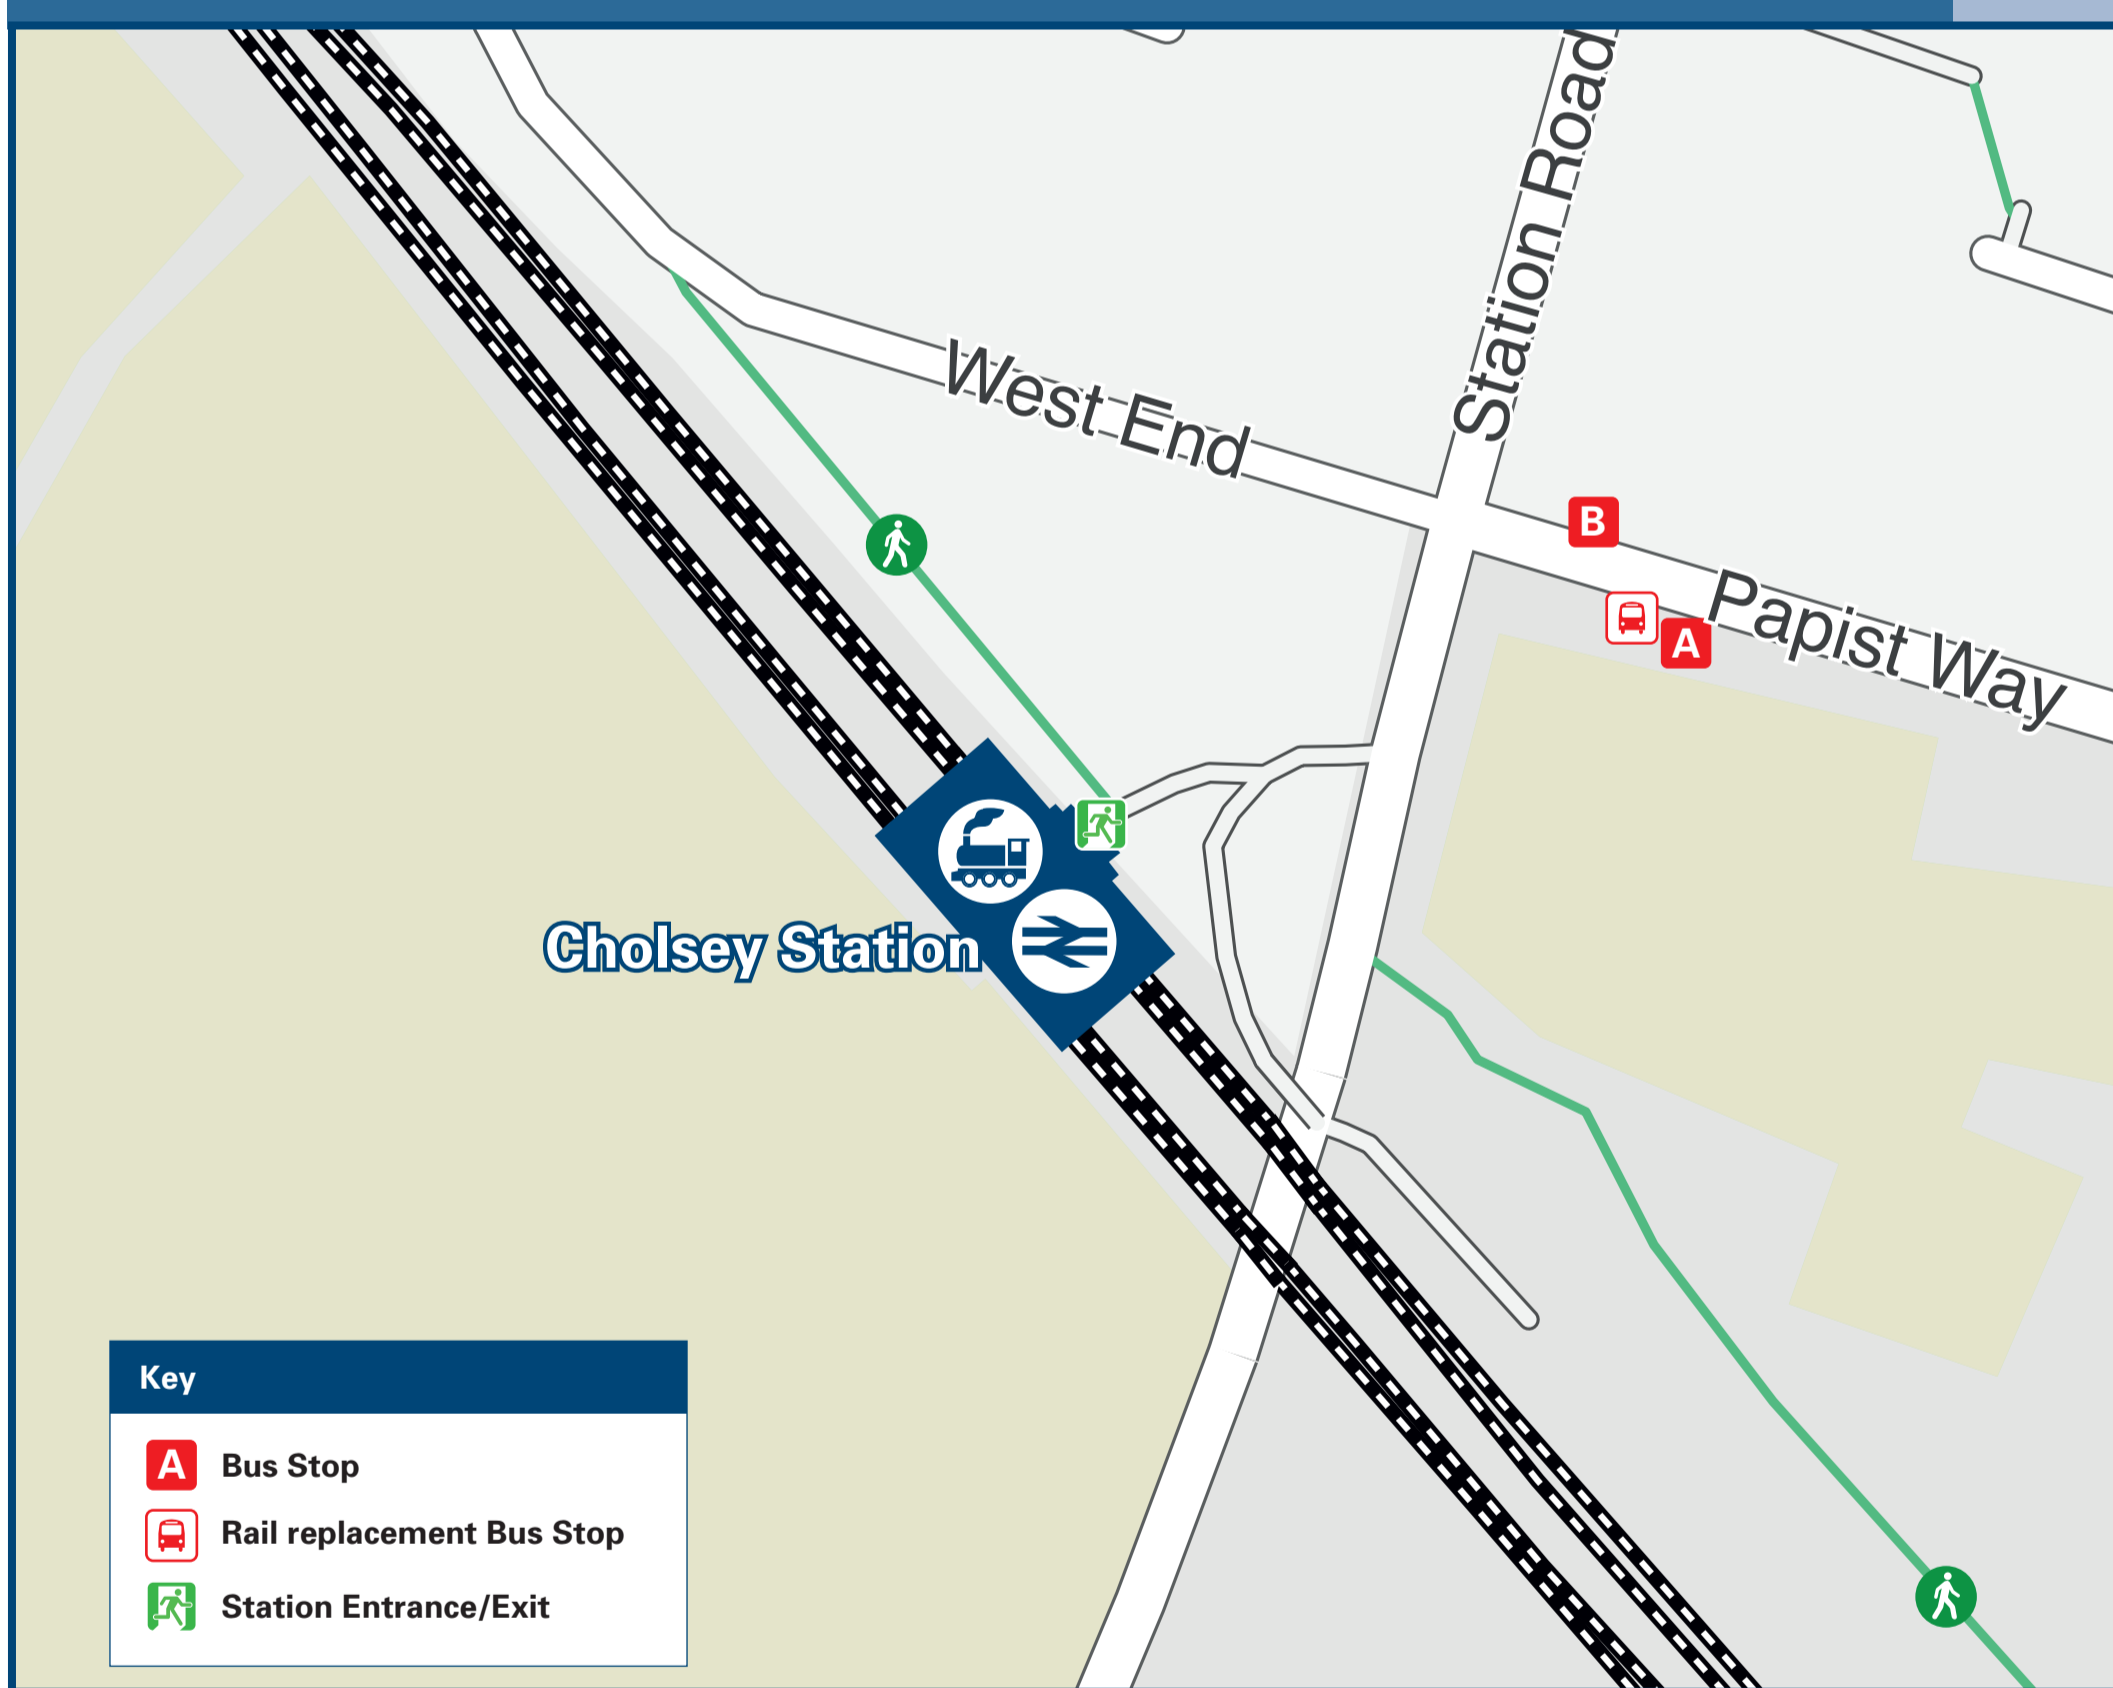 Station Road
West End
B
A
Papist Way
Cholsey Station
Key
A Bus Stop
Rail replacement Bus Stop
Station Entrance/Exit